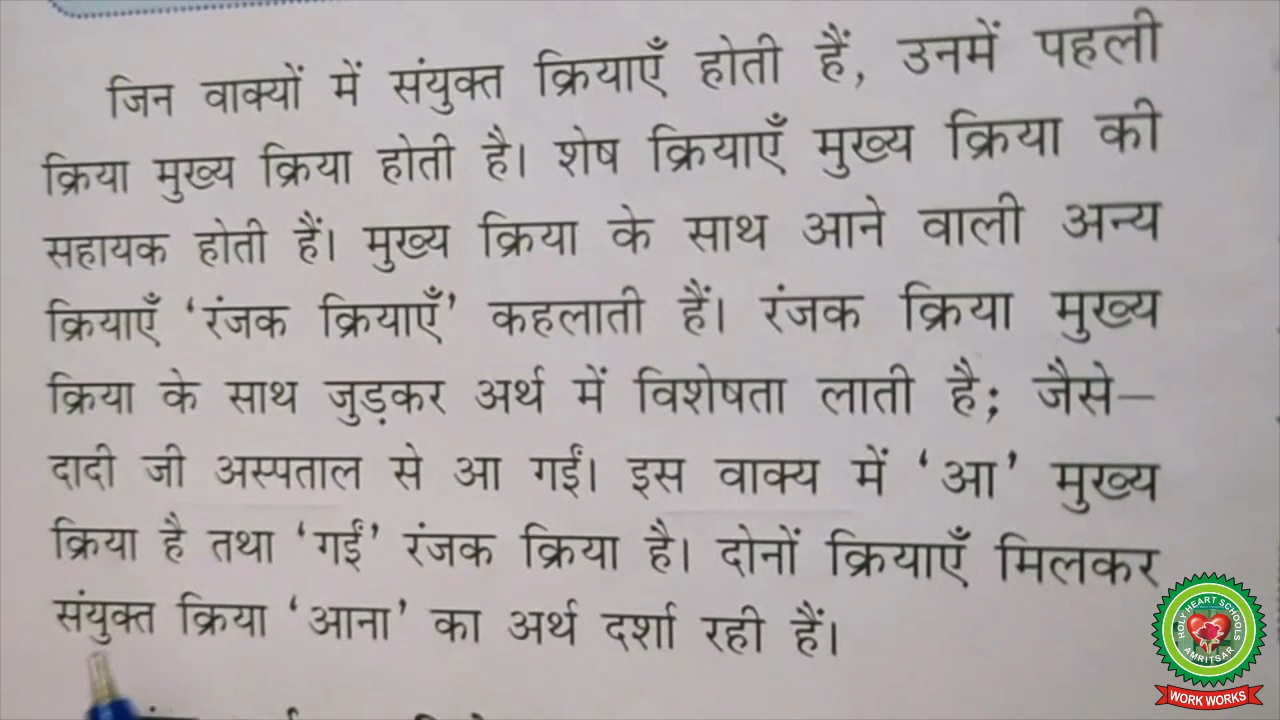 जिन वाक्यों में संयुक्त क्रियाएँ होती हैं, उनमें पहली
क्रिया मुख्य क्रिया होती है। शेष क्रियाएँ मुख्य क्रिया की
सहायक होती हैं। मुख्य क्रिया के साथ आने वाली अन्य
क्रियाएँ ‘रंजक क्रियाएँ’ कहलाती हैं। रंजक क्रिया मुख्य
क्रिया के साथ जुड़कर अर्थ में विशेषता लाती है; जैसे—
दादी जी अस्पताल से आ गईं। इस वाक्य में ‘आ’ मुख्य
क्रिया है तथा ‘गईं’ रंजक क्रिया है। दोनों क्रियाएँ मिलकर
संयुक्त क्रिया ‘आना’ का अर्थ दर्शा रही हैं।
HOLY HEART SCHOOLS
AMRITSAR
WORK WORKS